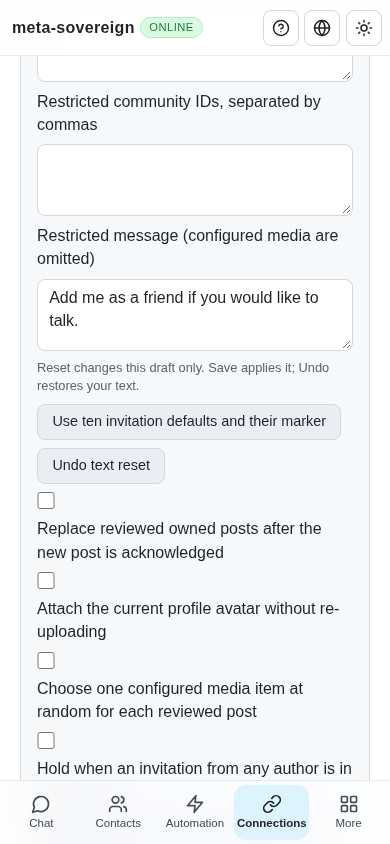 meta-sovereign ONLINE
Restricted community IDs, separated by
commas
Restricted message (configured media are
omitted)
Add me as a friend if you would like to
talk.
Reset changes this draft only. Save applies it; Undo
restores your text.
Use ten invitation defaults and their marker
Undo text reset
Replace reviewed owned posts after the
new post is acknowledged
Attach the current profile avatar without re-
uploading
Choose one configured media item at
random for each reviewed post
Hold when an invitation from any author is in
Chat Contacts Automation Connections More